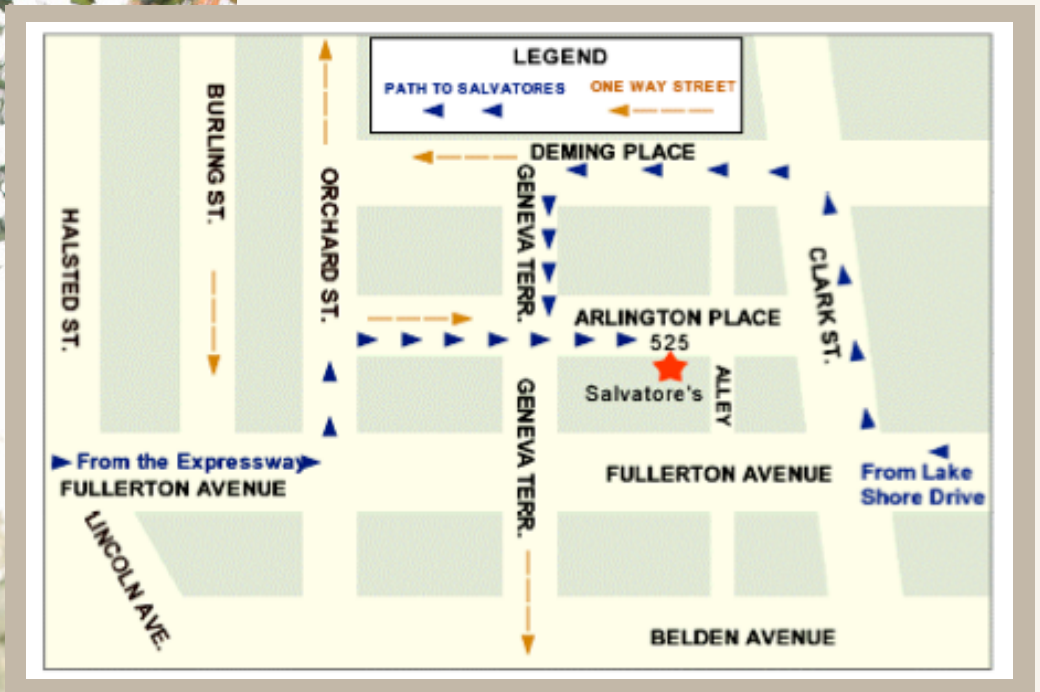 LEGEND
PATH TO SALVATORES
ONE WAY STREET
DEMING PLACE
BURLING ST.
ORCHARD ST.
GENEVA TERR.
HALSTED ST.
CLARK ST.
ARLINGTON PLACE
525
Salvatore's
ALLEY
GENEVA TERR.
From the Expressway
FULLERTON AVENUE
FULLERTON AVENUE
From Lake
Shore Drive
LINCOLN AVE.
BELDEN AVENUE